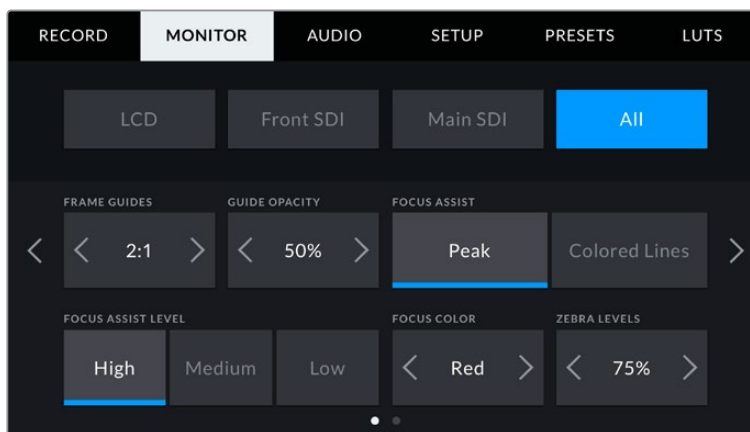 RECORD MONITOR AUDIO SETUP PRESETS LUTS
LCD Front SDI Main SDI All
FRAME GUIDES GUIDE OPACITY FOCUS ASSIST
2:1 50% Peak Colored Lines
FOCUS ASSIST LEVEL FOCUS COLOR ZEBRA LEVELS
High Medium Low Red 75%